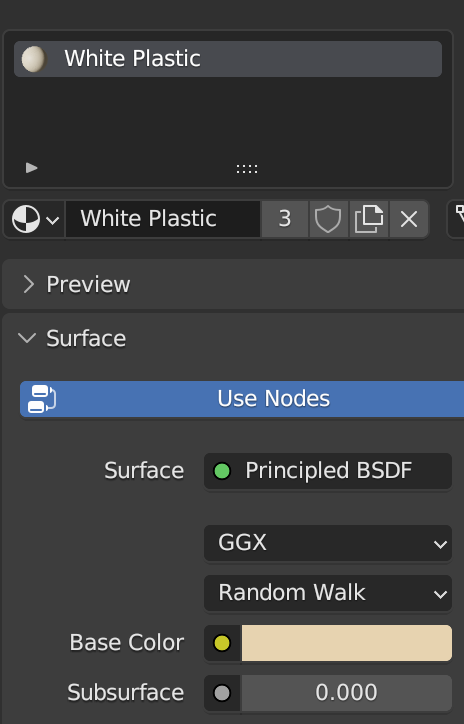 White Plastic
White Plastic 3
Preview
Surface
Use Nodes
Surface Principled BSDF
GGX
Random Walk
Base Color
Subsurface 0.000